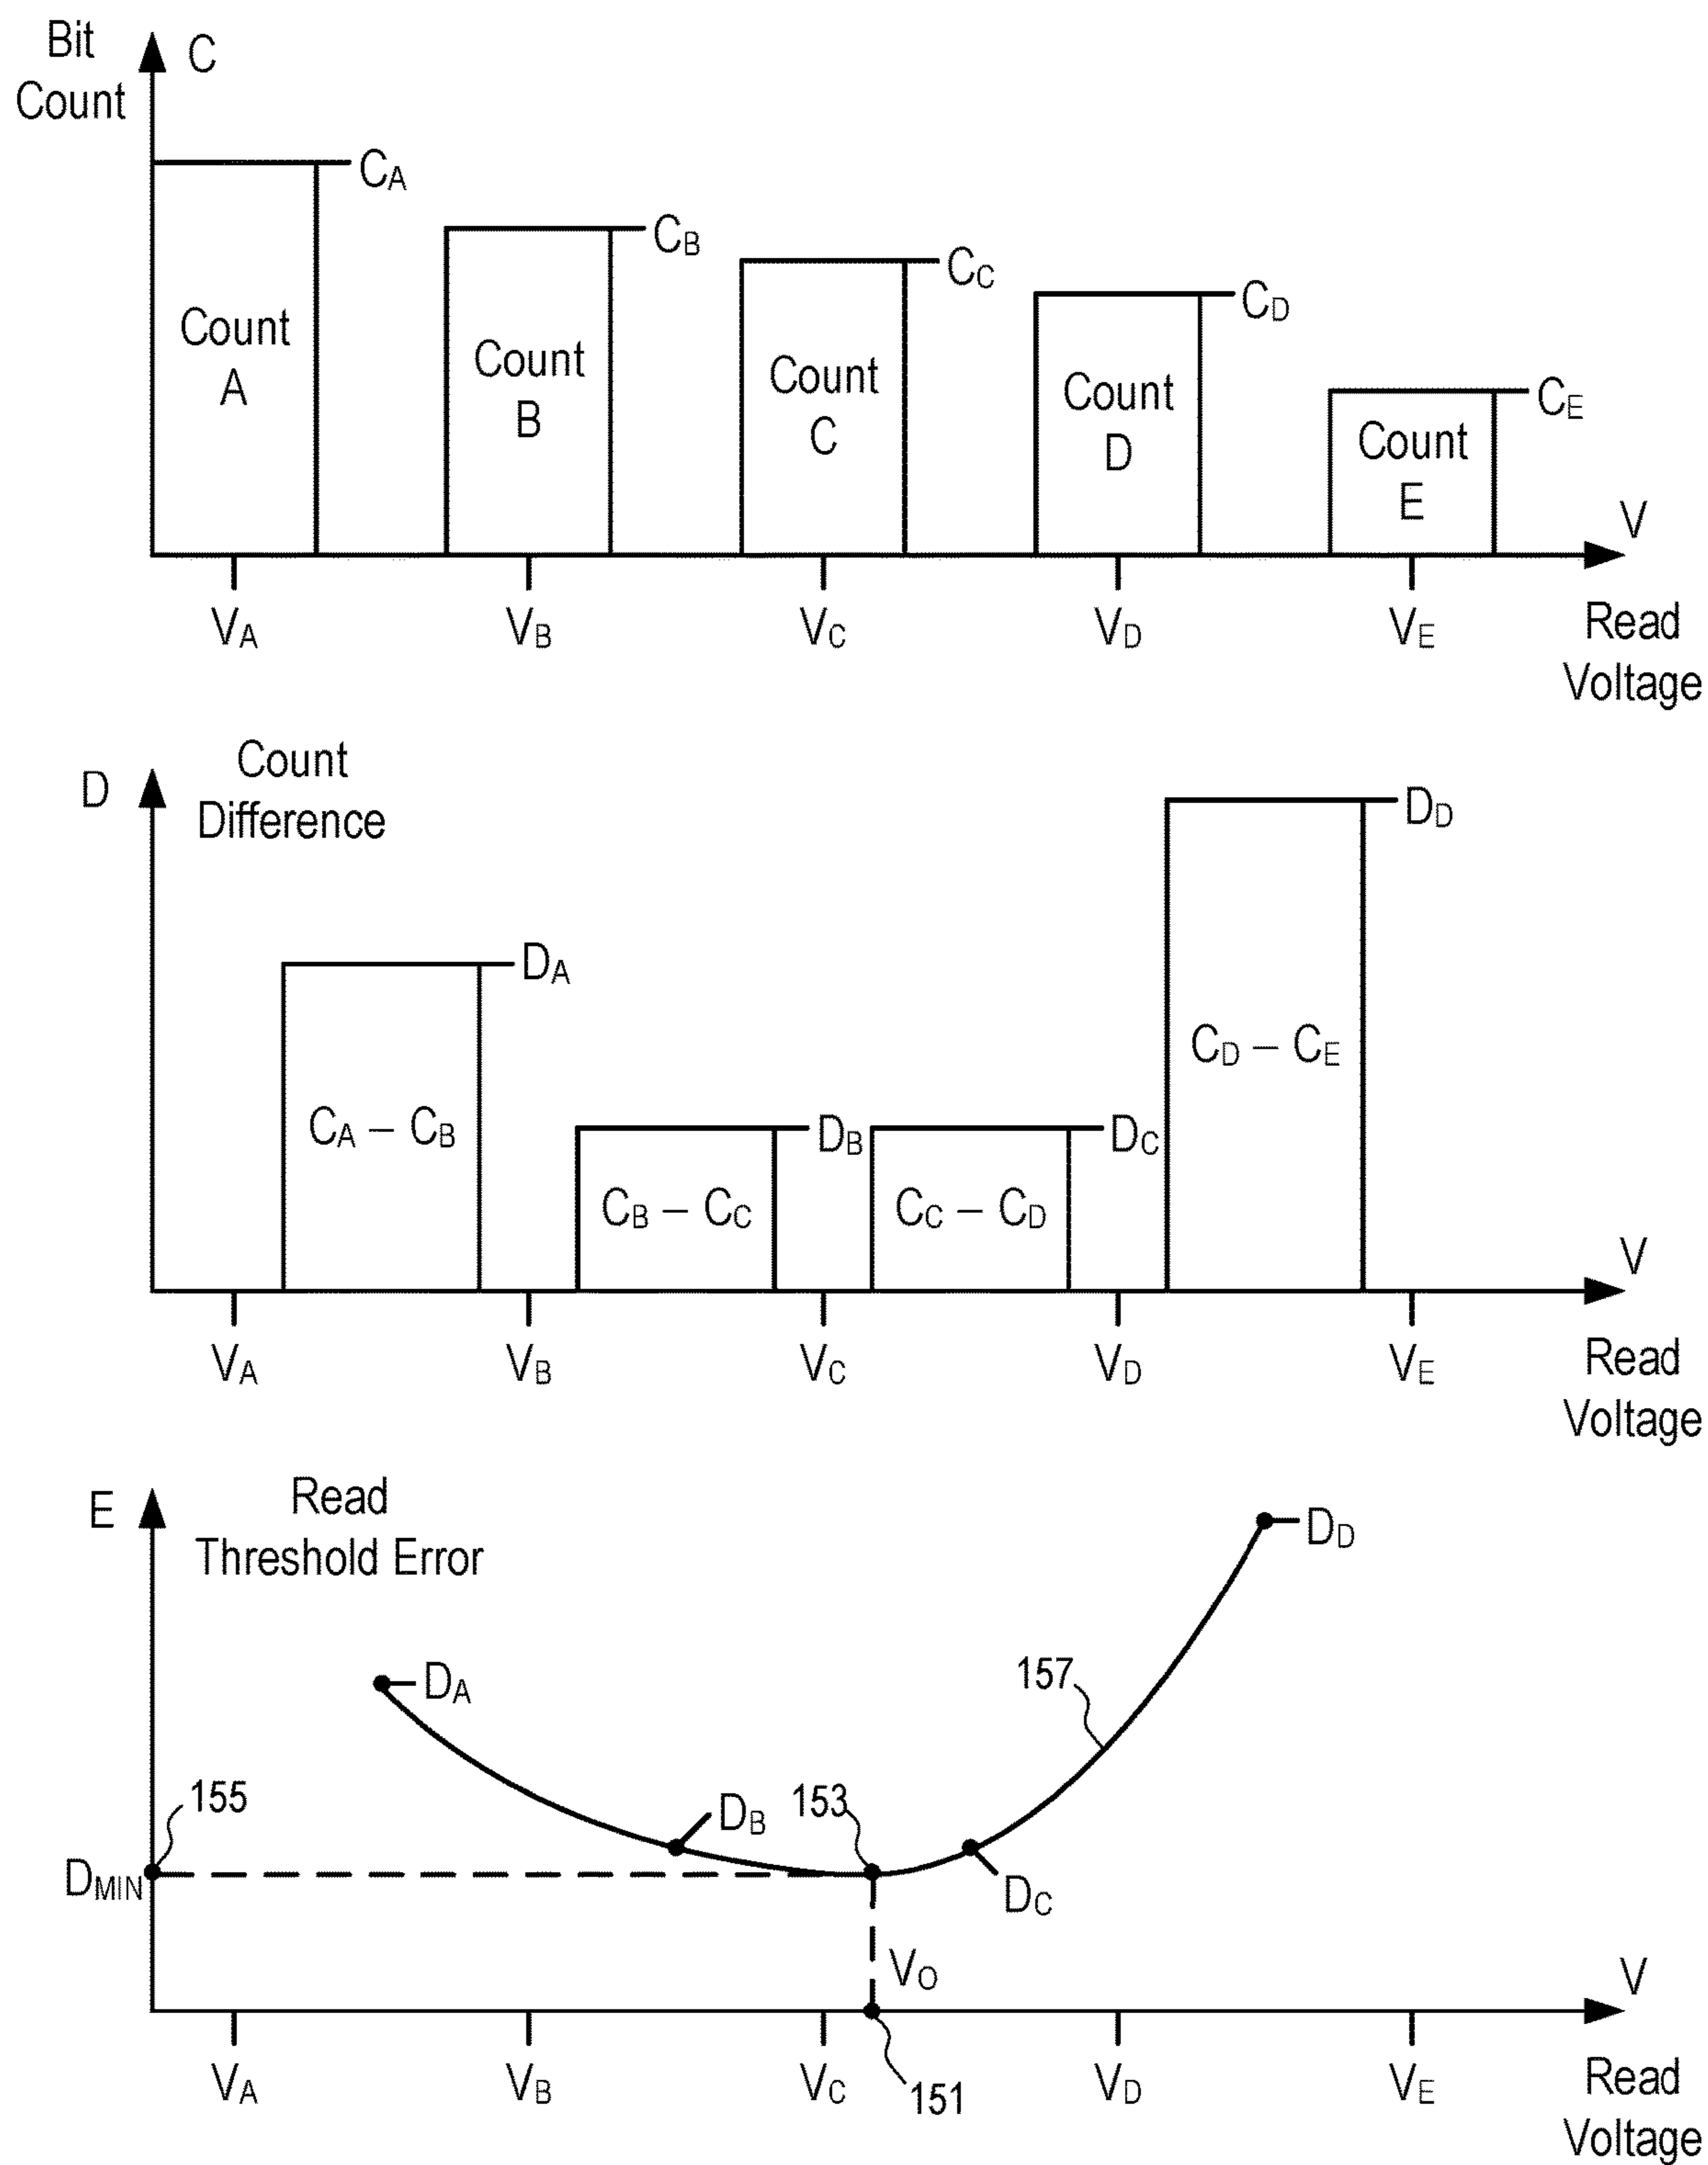 Bit
Count
C
CA
CB
CC
CD
CE
Count
A
Count
B
Count
C
Count
D
Count
E
V
VA
VB
VC
VD
VE
Read
Voltage
D
Count
Difference
DA
DB
DC
DD
CA – CB
CB – CC
CC – CD
CD – CE
V
VA
VB
VC
VD
VE
Read
Voltage
E
Read
Threshold Error
DD
DA
157
155
DB
153
DMIN
DC
VO
V
VA
VB
VC
151
VD
VE
Read
Voltage